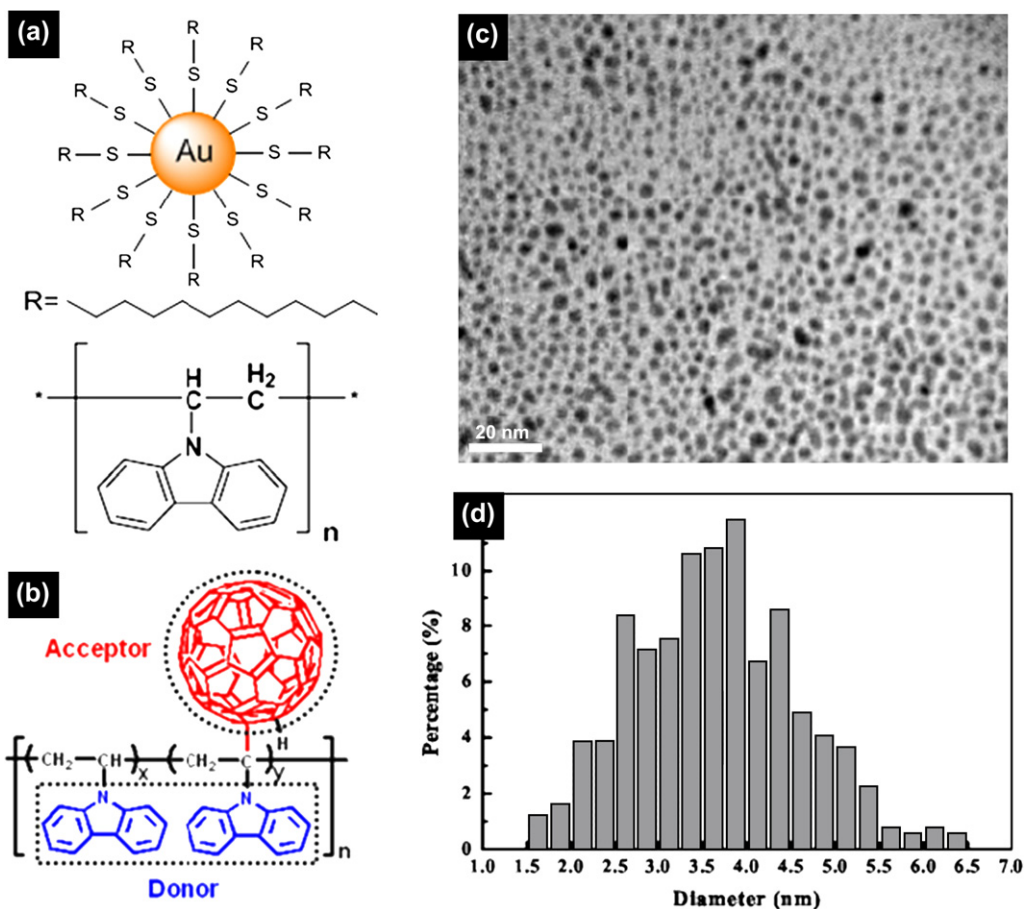 (a)
R R R
R S S S R
S S
R S Au S R
S S
R S S S R
R R R
R=
H H2
* C C *
N
n
(b)
Acceptor
H
CH2 CH x CH2 C y
N N
n
Donor
(c)
20 nm
(d)
10
8
6
4
2
0
Percentage (%)
1.0 1.5 2.0 2.5 3.0 3.5 4.0 4.5 5.0 5.5 6.0 6.5 7.0
Diameter (nm)